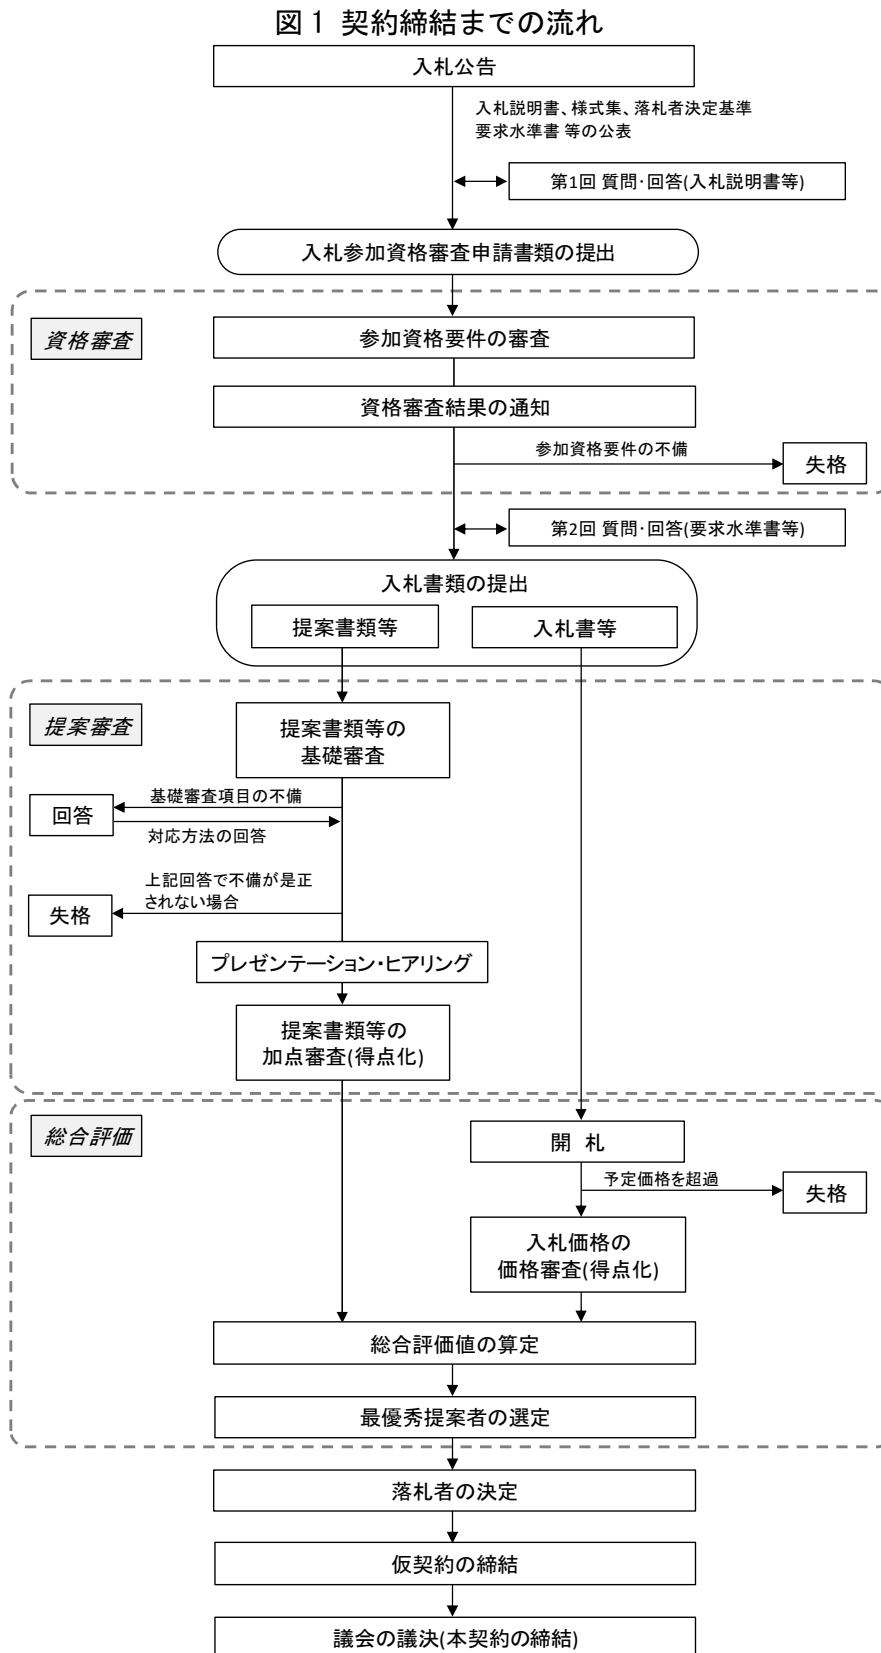 図1 契約締結までの流れ
入札公告
入札説明書、様式集、落札者決定基準
要求水準書 等の公表
第1回 質問・回答(入札説明書等)
入札参加資格審査申請書類の提出
資格審査
参加資格要件の審査
資格審査結果の通知
参加資格要件の不備
失格
第2回 質問・回答(要求水準書等)
入札書類の提出
提案書類等
入札書等
提案審査
提案書類等の
基礎審査
基礎審査項目の不備
回答
対応方法の回答
上記回答で不備が是正
されない場合
失格
プレゼンテーション・ヒアリング
提案書類等の
加点審査(得点化)
総合評価
開 札
予定価格を超過
失格
入札価格の
価格審査(得点化)
総合評価値の算定
最優秀提案者の選定
落札者の決定
仮契約の締結
議会の議決(本契約の締結)